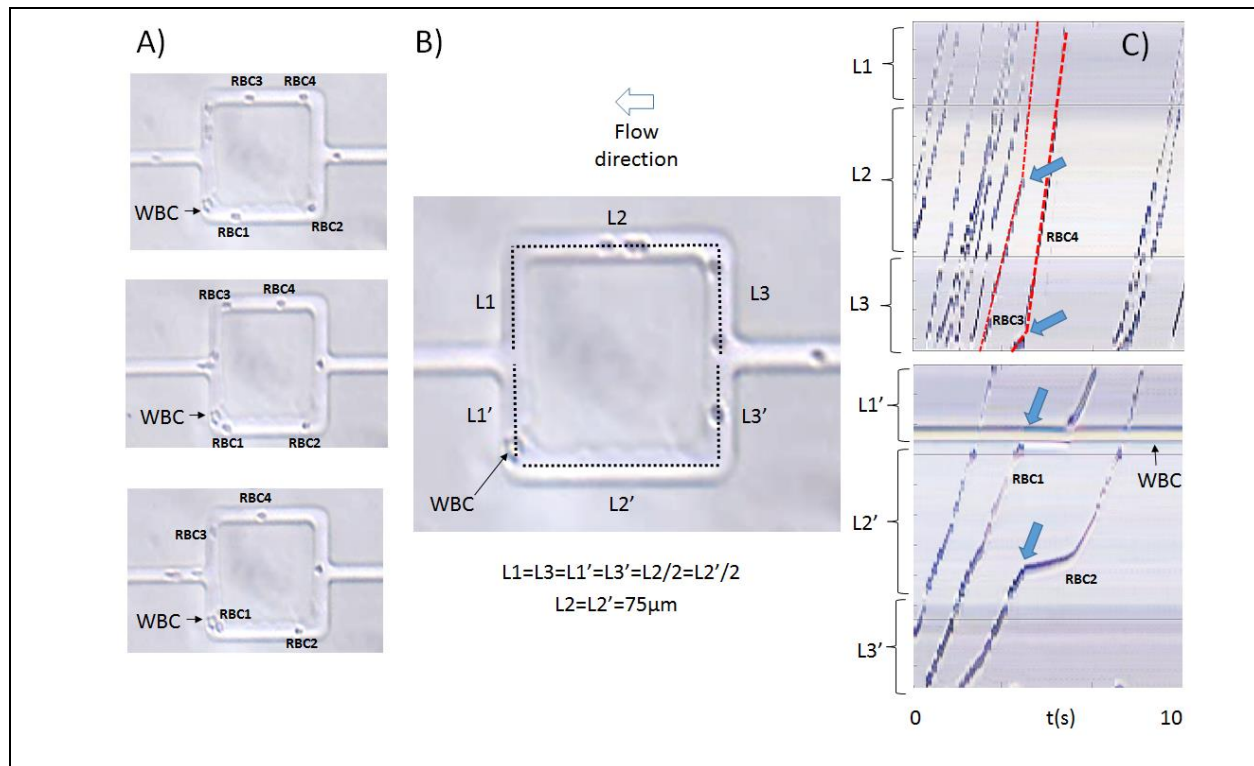 A)
RBC3 RBC4
WBC
RBC1 RBC2
RBC3 RBC4
WBC
RBC1 RBC2
RBC4
RBC3
WBC RBC1
RBC2
B)
Flow
direction
L2
L1 L3
L1' L3'
WBC
L2'
L1=L3=L1'=L3'=L2/2=L2'/2
L2=L2'=75µm
C)
L1
L2
RBC4
L3
RBC3
L1'
WBC
RBC1
L2'
RBC2
L3'
0 t(s) 10